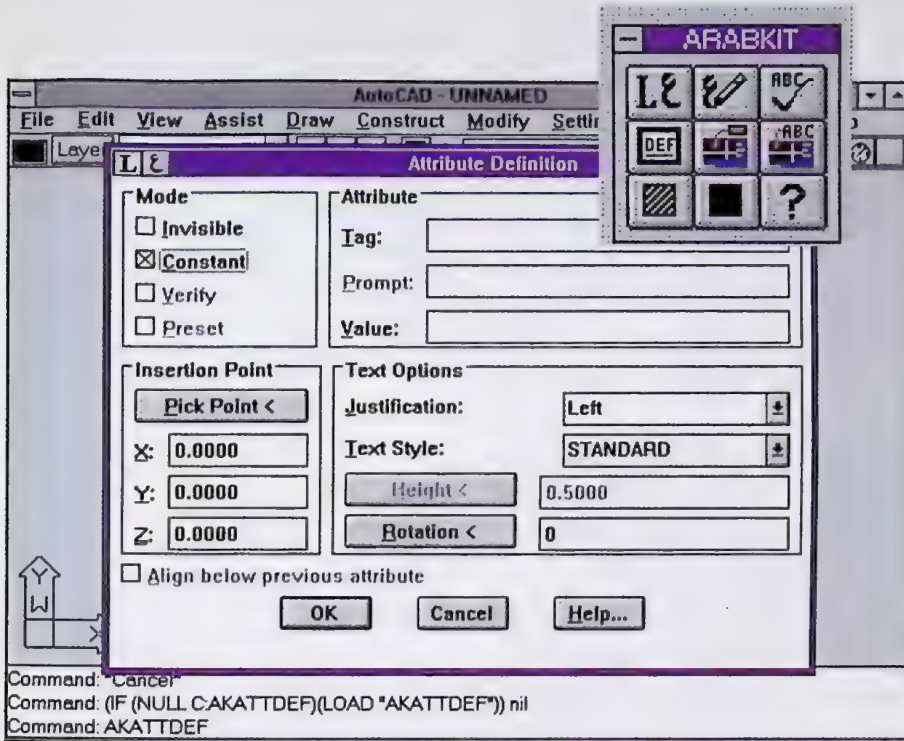 ARABKIT
L ع ع ABC
DEF ABC
?
AutoCAD - UNNAMED
File Edit View Assist Draw Construct Modify
Layer
L ع Attribute Definition
Mode
Invisible
Constant
Verify
Preset
Attribute
Tag:
Prompt:
Value:
Insertion Point
Pick Point <
X: 0.0000
Y: 0.0000
Z: 0.0000
Text Options
Justification: Left
Text Style: STANDARD
Height < 0.5000
Rotation < 0
Align below previous attribute
OK Cancel Help...
Y
W
X
Command: *Cancel*
Command: (IF (NULL C:AKATTDEF)(LOAD "AKATTDEF")) nil
Command: AKATTDEF